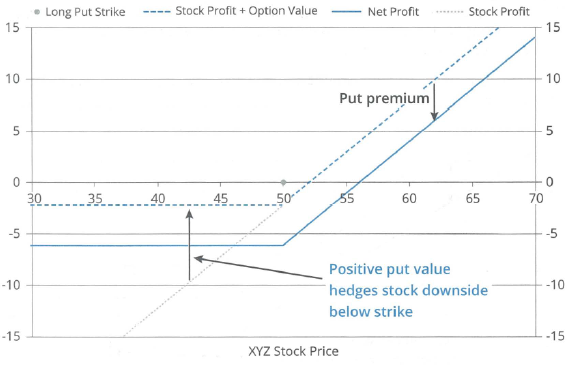 Long Put Strike Stock Profit + Option Value Net Profit Stock Profit
15 15
10 10
Put premium
5 5
0 0
30 35 40 45 50 55 60 65 70
-5 -5
Positive put value
hedges stock downside
-10 -10
below strike
-15 -15
XYZ Stock Price